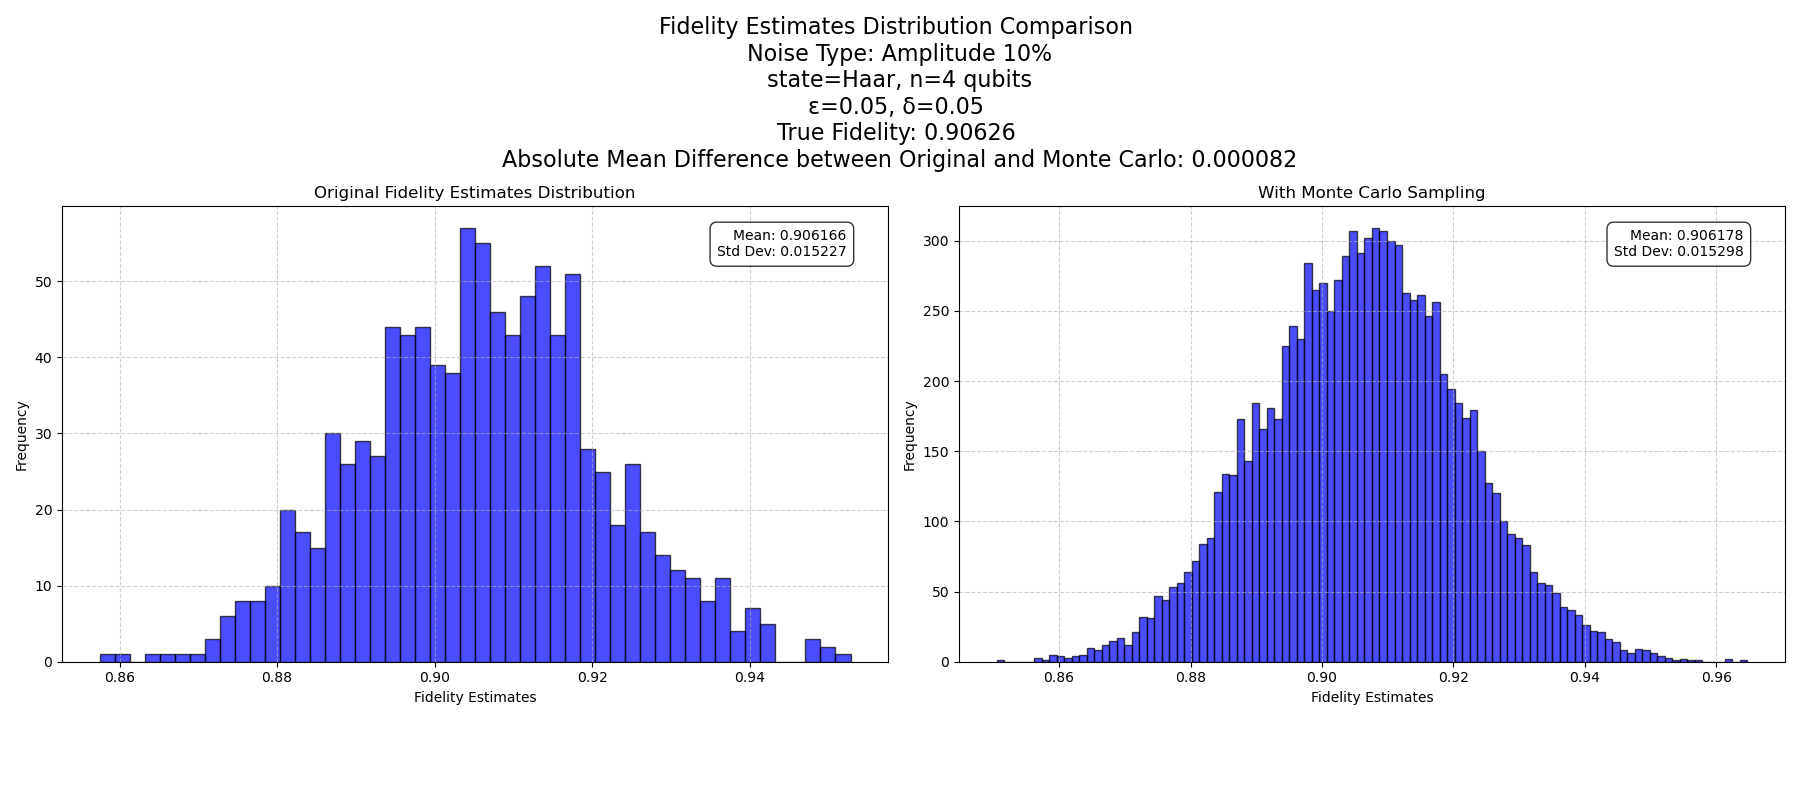 Fidelity Estimates Distribution Comparison
Noise Type: Amplitude 10%
state=Haar, n=4 qubits
ε=0.05, δ=0.05
True Fidelity: 0.90626
Absolute Mean Difference between Original and Monte Carlo: 0.000082
Original Fidelity Estimates Distribution
Mean: 0.906166
Std Dev: 0.015227
Frequency
50
40
30
20
10
0
0.86 0.88 0.90 0.92 0.94
Fidelity Estimates
With Monte Carlo Sampling
Mean: 0.906178
Std Dev: 0.015298
Frequency
300
250
200
150
100
50
0
0.86 0.88 0.90 0.92 0.94 0.96
Fidelity Estimates